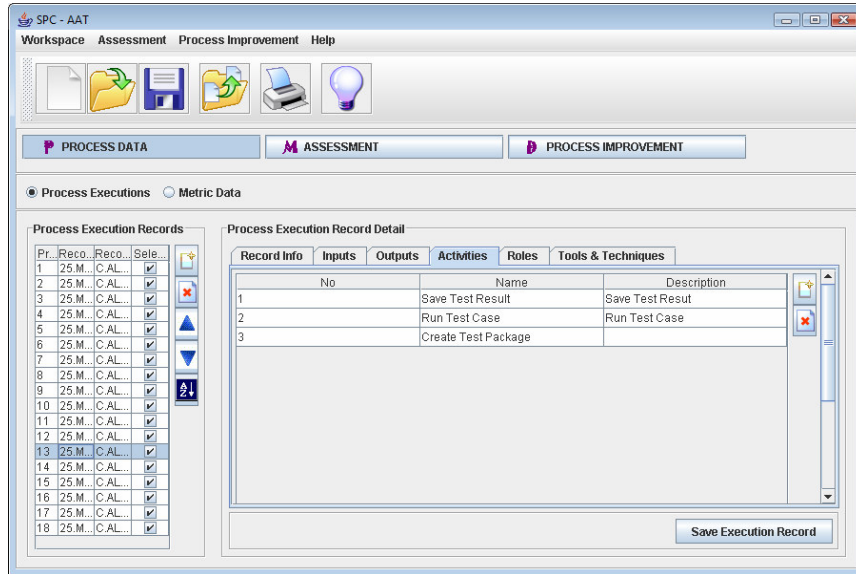 SPC - AAT
Workspace Assessment Process Improvement Help
P PROCESS DATA M ASSESSMENT D PROCESS IMPROVEMENT
Process Executions Metric Data
Process Execution Records
Pr... Reco... Reco... Sele...
1 25.M... C.AL...
2 25.M... C.AL...
3 25.M... C.AL...
4 25.M... C.AL...
5 25.M... C.AL...
6 25.M... C.AL...
7 25.M... C.AL...
8 25.M... C.AL...
9 25.M... C.AL...
10 25.M... C.AL...
11 25.M... C.AL...
12 25.M... C.AL...
13 25.M... C.AL...
14 25.M... C.AL...
15 25.M... C.AL...
16 25.M... C.AL...
17 25.M... C.AL...
18 25.M... C.AL...
A Z
Process Execution Record Detail
Record Info Inputs Outputs Activities Roles Tools & Techniques
No Name Description
1 Save Test Result Save Test Resut
2 Run Test Case Run Test Case
3 Create Test Package
Save Execution Record